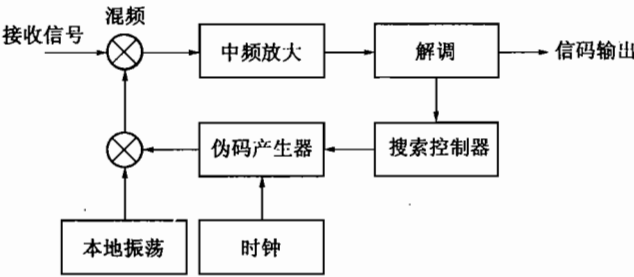 混频
接收信号
中频放大
解调
信码输出
伪码产生器
搜索控制器
本地振荡
时钟